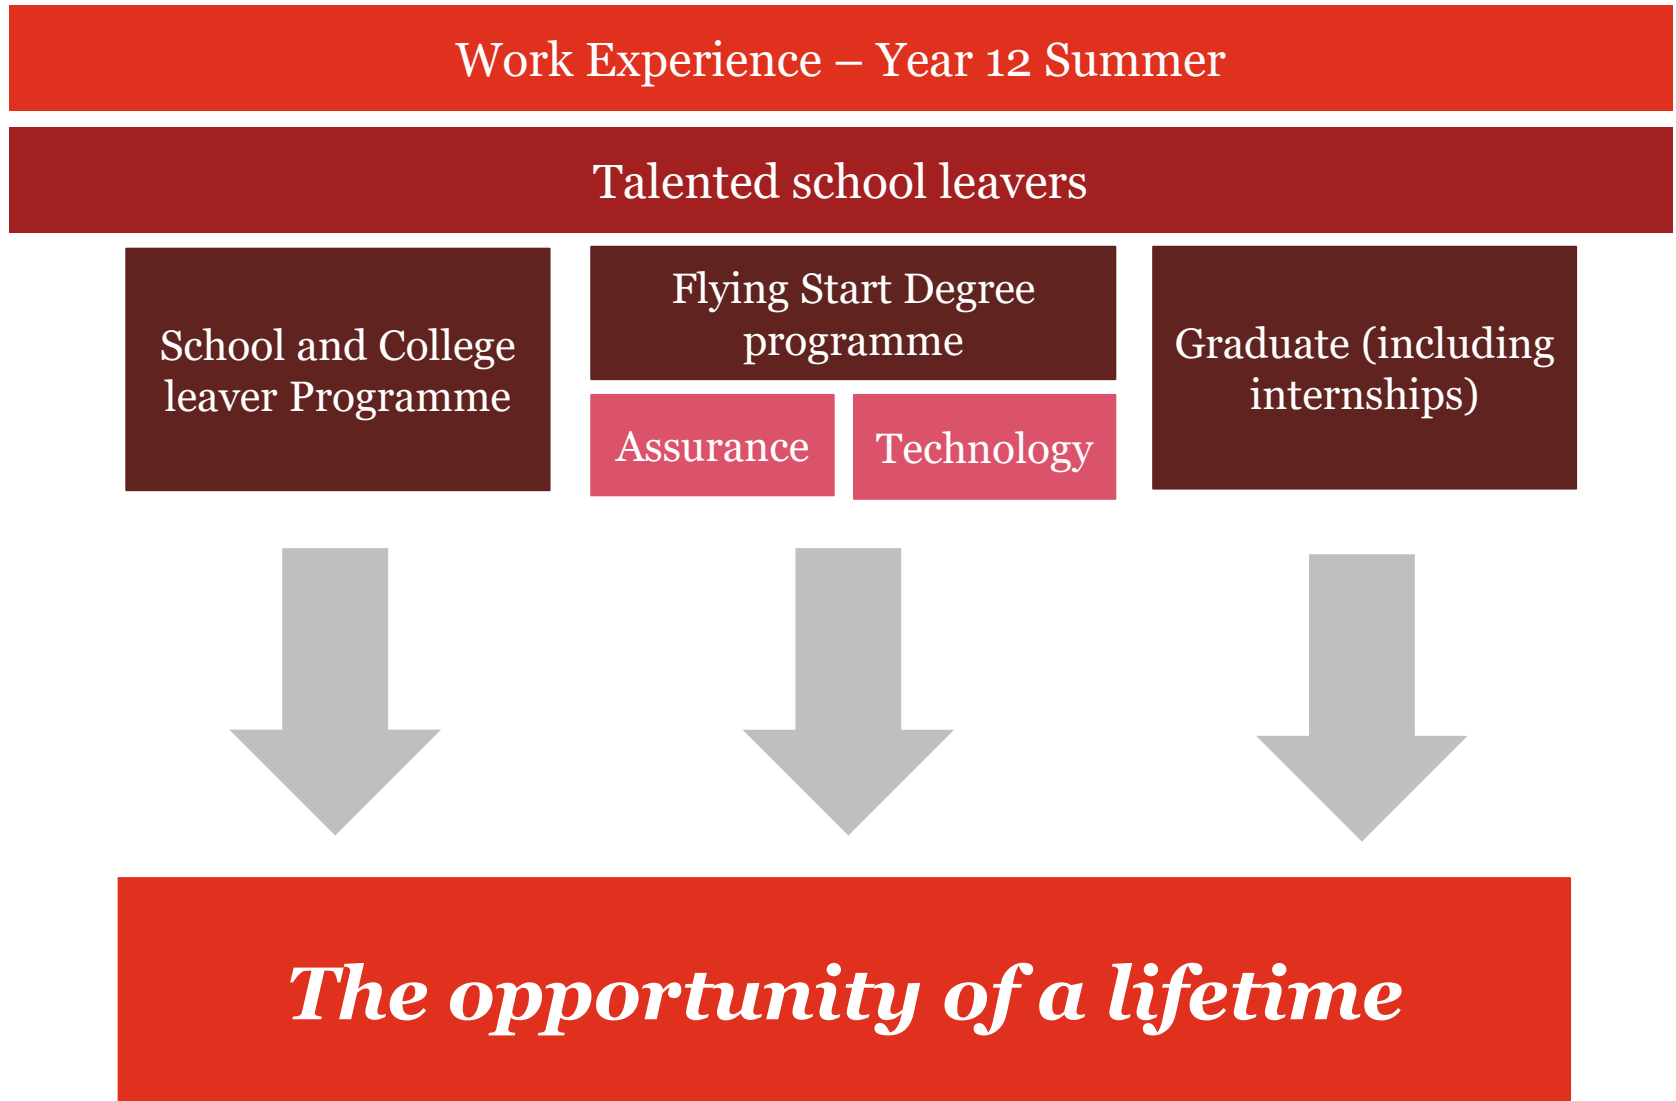 Work Experience – Year 12 Summer
Talented school leavers
School and College
leaver Programme
Flying Start Degree
programme
Assurance
Technology
Graduate (including
internships)
The opportunity of a lifetime